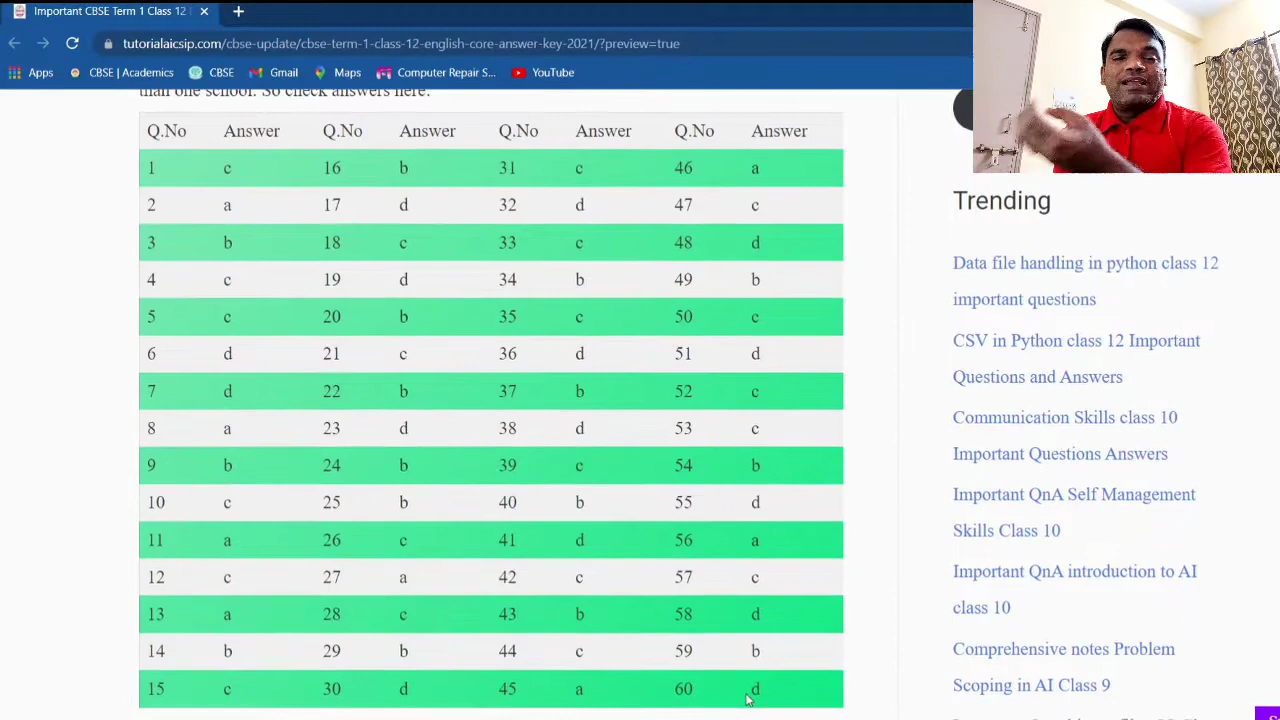 Important CBSE Term 1 Class 12
tutorialaicsip.com/cbse-update/cbse-term-1-class-12-english-core-answer-key-2021/?preview=true
Apps CBSE | Academics CBSE Gmail Maps Computer Repair S... YouTube
than one school. So check answers here:
Q.No Answer Q.No Answer Q.No Answer Q.No Answer
1 c 16 b 31 c 46 a
2 a 17 d 32 d 47 c
3 b 18 c 33 c 48 d
4 c 19 d 34 b 49 b
5 c 20 b 35 c 50 c
6 d 21 c 36 d 51 d
7 d 22 b 37 b 52 c
8 a 23 d 38 d 53 c
9 b 24 b 39 c 54 b
10 c 25 b 40 b 55 d
11 a 26 c 41 d 56 a
12 c 27 a 42 c 57 c
13 a 28 c 43 b 58 d
14 b 29 b 44 c 59 b
15 c 30 d 45 a 60 d
Trending
Data file handling in python class 12
important questions
CSV in Python class 12 Important
Questions and Answers
Communication Skills class 10
Important Questions Answers
Important QnA Self Management
Skills Class 10
Important QnA introduction to AI
class 10
Comprehensive notes Problem
Scoping in AI Class 9